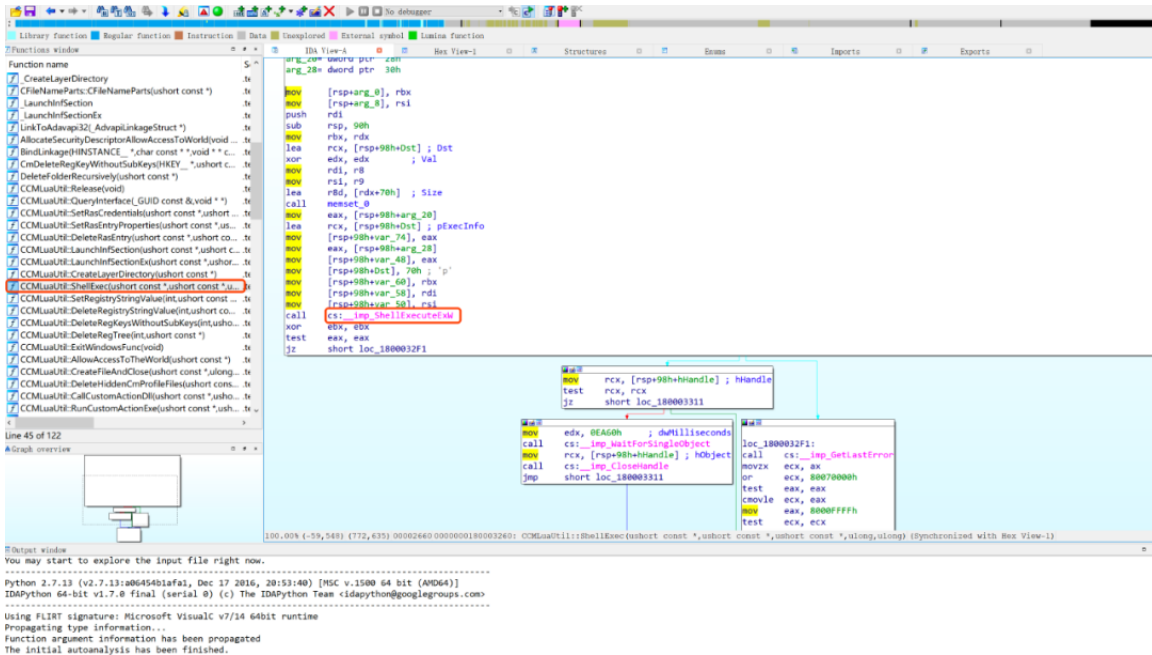 No debugger
Library function Regular function Instruction Data Unexplored External symbol Lumina function
Functions window
IDA View-A Hex View-1 Structures Enums Imports Exports
Function name
_CreateLayerDirectory
CFileNameParts::CFileNameParts(ushort const *)
_LaunchInfSection
_LaunchInfSectionEx
LinkToAdavapi32(_AdvapiLinkageStruct *)
AllocateSecurityDescriptorAllowAccessToWorld(void ...
BindLinkage(HINSTANCE__ *,char const * *,void * * c...
CmDeleteRegKeyWithoutSubKeys(HKEY__ *,ushort c...
DeleteFolderRecursively(ushort const *)
CCMLuaUtil::Release(void)
CCMLuaUtil::QueryInterface(_GUID const &,void * *)
CCMLuaUtil::SetRasCredentials(ushort const *,ushort ...
CCMLuaUtil::SetRasEntryProperties(ushort const *,us...
CCMLuaUtil::DeleteRasEntry(ushort const *,ushort co...
CCMLuaUtil::LaunchInfSection(ushort const *,ushort c...
CCMLuaUtil::LaunchInfSectionEx(ushort const *,ushor...
CCMLuaUtil::CreateLayerDirectory(ushort const *)
CCMLuaUtil::ShellExec(ushort const *,ushort const *,u...
CCMLuaUtil::SetRegistryStringValue(int,ushort const ...
CCMLuaUtil::DeleteRegistryStringValue(int,ushort co...
CCMLuaUtil::DeleteRegKeysWithoutSubKeys(int,usho...
CCMLuaUtil::DeleteRegTree(int,ushort const *)
CCMLuaUtil::ExitWindowsFunc(void)
CCMLuaUtil::AllowAccessToTheWorld(ushort const *)
CCMLuaUtil::CreateFileAndClose(ushort const *,ulong...
CCMLuaUtil::DeleteHiddenCmProfileFiles(ushort cons...
CCMLuaUtil::CallCustomActionDll(ushort const *,usho...
CCMLuaUtil::RunCustomActionExe(ushort const *,ush...
Line 45 of 122
Graph overview
arg_20= dword ptr 28h
arg_28= dword ptr 30h
mov [rsp+arg_0], rbx
mov [rsp+arg_8], rsi
push rdi
sub rsp, 90h
mov rbx, rdx
lea rcx, [rsp+98h+Dst] ; Dst
xor edx, edx ; Val
mov rdi, r8
mov rsi, r9
lea r8d, [rdx+70h] ; Size
call memset_0
mov eax, [rsp+98h+arg_20]
lea rcx, [rsp+98h+Dst] ; pExecInfo
mov [rsp+98h+var_74], eax
mov eax, [rsp+98h+arg_28]
mov [rsp+98h+var_48], eax
mov [rsp+98h+Dst], 70h ; 'p'
mov [rsp+98h+var_60], rbx
mov [rsp+98h+var_58], rdi
mov [rsp+98h+var_50], rsi
call cs:__imp_ShellExecuteExW
xor ebx, ebx
test eax, eax
jz short loc_1800032F1
mov rcx, [rsp+98h+hHandle] ; hHandle
test rcx, rcx
jz short loc_180003311
mov edx, 0EA60h ; dwMilliseconds
call cs:__imp_WaitForSingleObject
mov rcx, [rsp+98h+hHandle] ; hObject
call cs:__imp_CloseHandle
jmp short loc_180003311
loc_1800032F1:
call cs:__imp_GetLastError
movzx ecx, ax
or ecx, 80070000h
test eax, eax
cmovle ecx, eax
mov eax, 8000FFFFh
test ecx, ecx
100.00% (-59,548) (772,635) 00002660 0000000180003260: CCMLuaUtil::ShellExec(ushort const *,ushort const *,ushort const *,ulong,ulong) (Synchronized with Hex View-1)
Output window
You may start to explore the input file right now.
Python 2.7.13 (v2.7.13:a06454b1afa1, Dec 17 2016, 20:53:40) [MSC v.1500 64 bit (AMD64)]
IDAPython 64-bit v1.7.0 final (serial 0) (c) The IDAPython Team <idapython@googlegroups.com>
Using FLIRT signature: Microsoft VisualC v7/14 64bit runtime
Propagating type information...
Function argument information has been propagated
The initial autoanalysis has been finished.